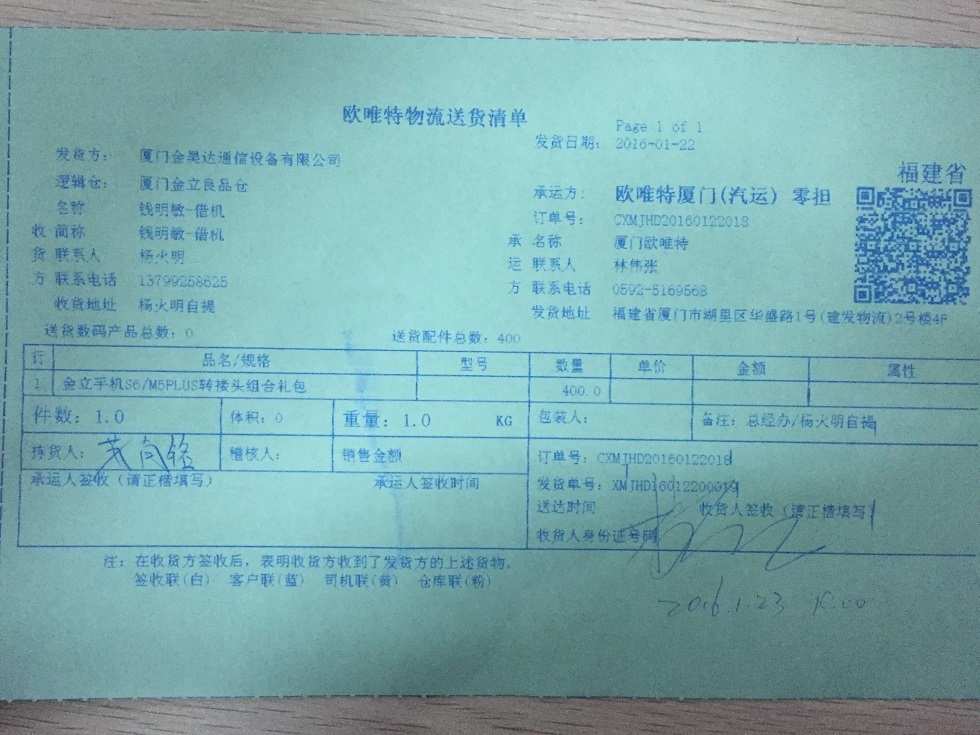 欧唯特物流送货清单
Page 1 of 1
发货日期: 2016-01-22
发货方: 厦门金昊达通信设备有限公司
逻辑仓: 厦门金立良品仓
名称 钱明敏-借机
收 简称 钱明敏-借机
货 联系人 杨火明
方 联系电话 13799258625
收货地址 杨火明自提
福建省
承运方: 欧唯特厦门(汽运) 零担
订单号: CXMJHD20160122018
承 名称 厦门欧唯特
运 联系人 林伟张
方 联系电话 0592-5169568
发货地址 福建省厦门市湖里区华盛路1号(建发物流)2号楼4F
送货数码产品总数: 0 送货配件总数: 400
行 品名/规格 型号 数量 单价 金额 属性
1 金立手机S6/M5PLUS转接头组合礼包 400.0
件数: 1.0 体积: 0 重量: 1.0 KG 包装人: 备注: 总经办/杨火明自提
拣货人: 稽核人: 销售金额
承运人签收(请正楷填写) 承运人签收时间
订单号: CXMJHD20160122018
发货单号: XMJHD16012200019
送达时间 收货人签收(请正楷填写
收货人身份证号码
注: 在收货方签收后, 表明收货方收到了发货方的上述货物。
签收联(白) 客户联(蓝) 司机联(黄) 仓库联(粉)
2016.1.23 10.00